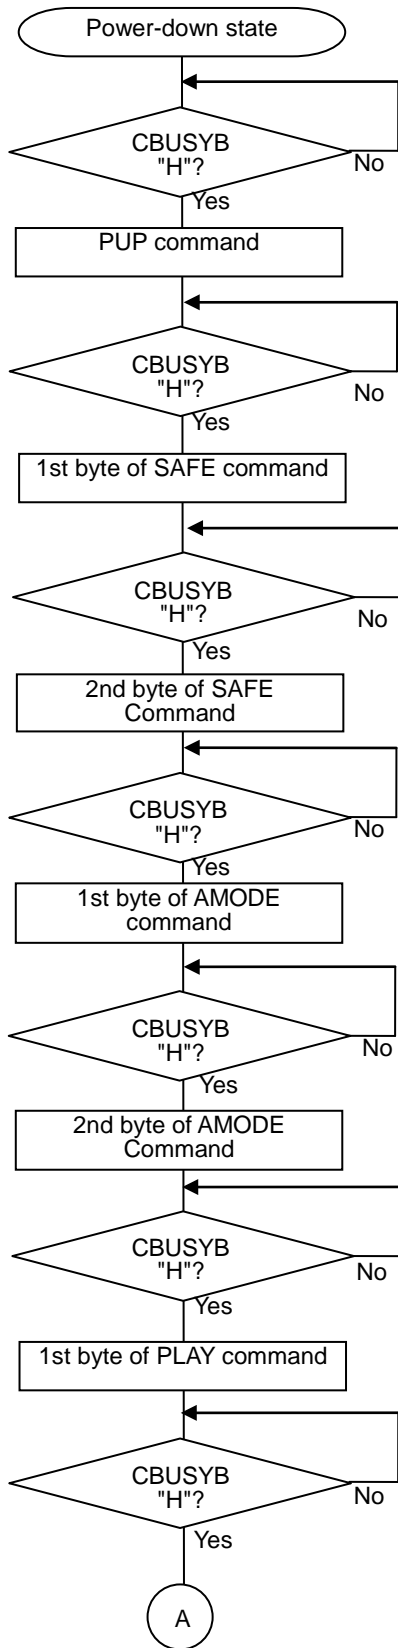 Power-down state
CBUSYB
"H"?
No
Yes
PUP command
CBUSYB
"H"?
No
Yes
1st byte of SAFE command
CBUSYB
"H"?
No
Yes
2nd byte of SAFE
Command
CBUSYB
"H"?
No
Yes
1st byte of AMODE
command
CBUSYB
"H"?
No
Yes
2nd byte of AMODE
Command
CBUSYB
"H"?
No
Yes
1st byte of PLAY command
CBUSYB
"H"?
No
Yes
A